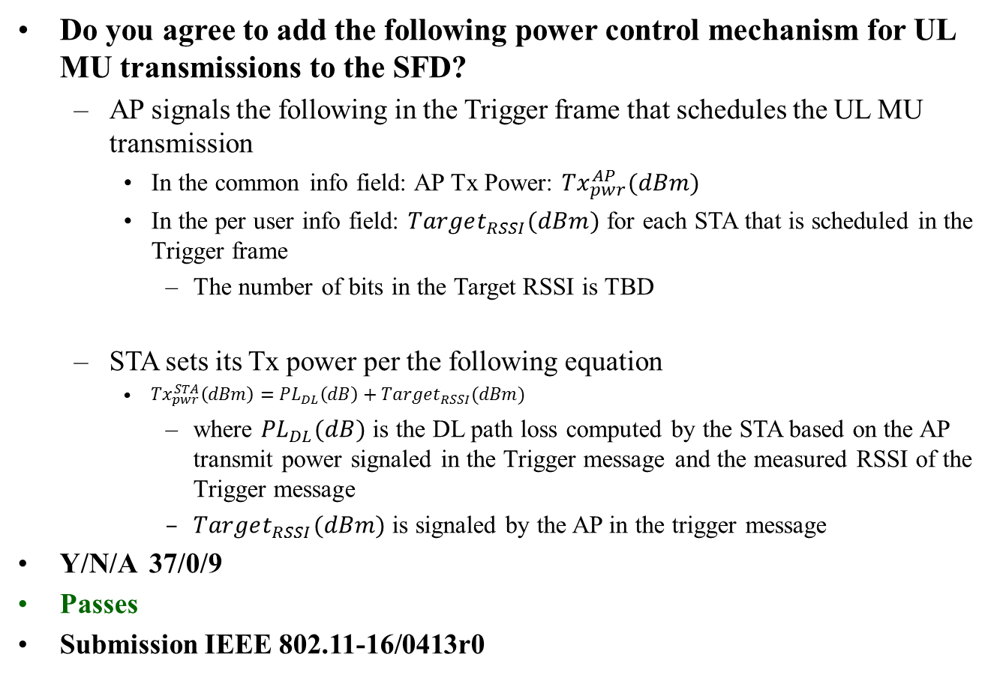 • Do you agree to add the following power control mechanism for UL
MU transmissions to the SFD?
– AP signals the following in the Trigger frame that schedules the UL MU
transmission
• In the common info field: AP Tx Power: Tx_{pwr}^{AP}(dBm)
• In the per user info field: Target_{RSSI}(dBm) for each STA that is scheduled in the
Trigger frame
– The number of bits in the Target RSSI is TBD
– STA sets its Tx power per the following equation
• Tx_{pwr}^{STA}(dBm) = PL_{DL}(dB) + Target_{RSSI}(dBm)
– where PL_{DL}(dB) is the DL path loss computed by the STA based on the AP
transmit power signaled in the Trigger message and the measured RSSI of the
Trigger message
– Target_{RSSI}(dBm) is signaled by the AP in the trigger message
• Y/N/A 37/0/9
• Passes
• Submission IEEE 802.11-16/0413r0